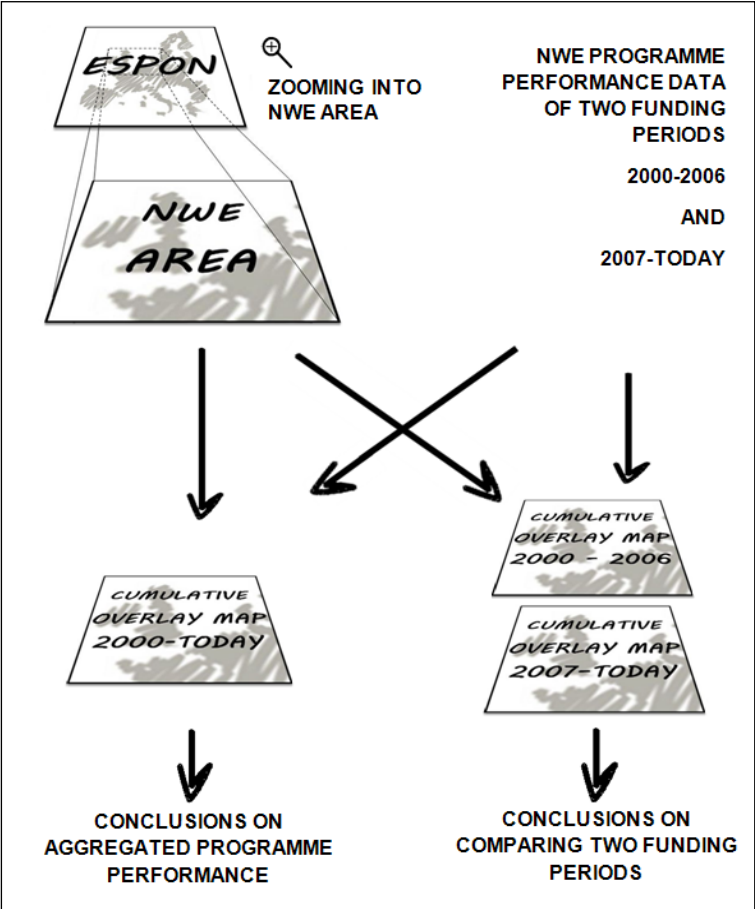 ESPON
ZOOMING INTO
NWE AREA
NWE PROGRAMME
PERFORMANCE DATA
OF TWO FUNDING
PERIODS
2000-2006
AND
2007-TODAY
NWE
AREA
CUMULATIVE
OVERLAY MAP
2000-TODAY
CUMULATIVE
OVERLAY MAP
2000 - 2006
CUMULATIVE
OVERLAY MAP
2007-TODAY
CONCLUSIONS ON
AGGREGATED PROGRAMME
PERFORMANCE
CONCLUSIONS ON
COMPARING TWO FUNDING
PERIODS